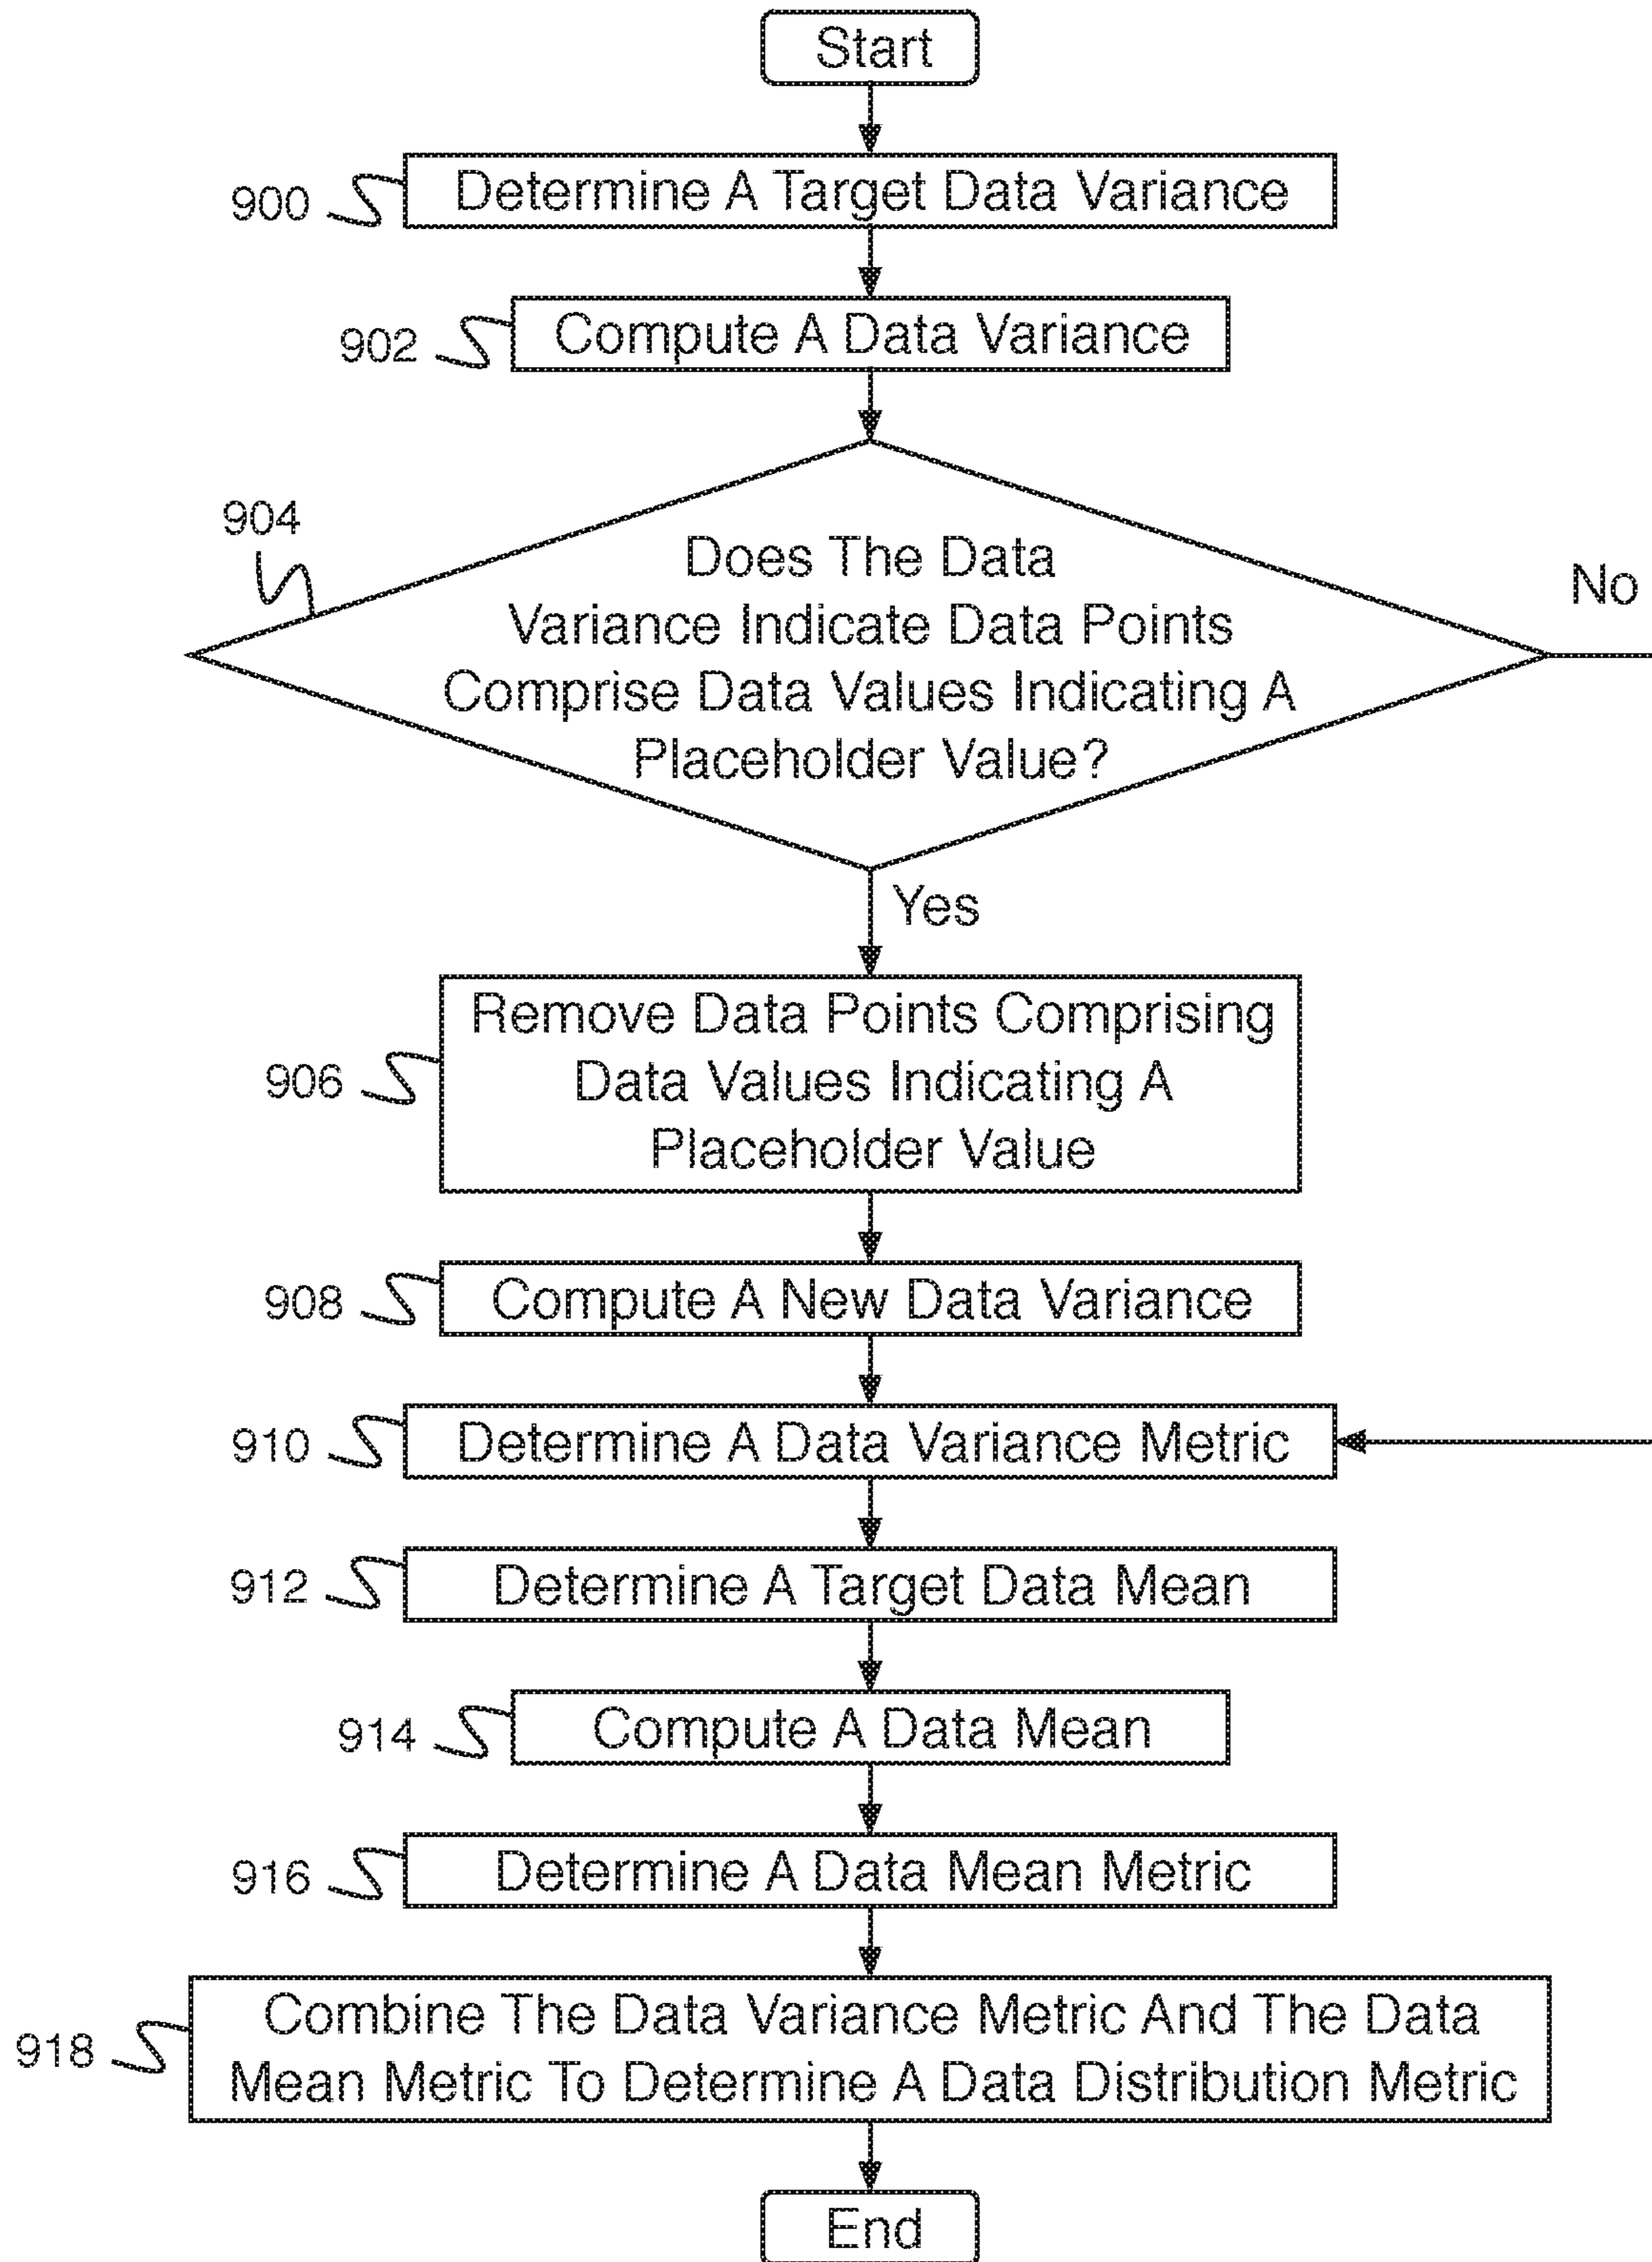 Start
900
Determine A Target Data Variance
902
Compute A Data Variance
904
Does The Data
Variance Indicate Data Points
Comprise Data Values Indicating A
Placeholder Value?
No
Yes
906
Remove Data Points Comprising
Data Values Indicating A
Placeholder Value
908
Compute A New Data Variance
910
Determine A Data Variance Metric
912
Determine A Target Data Mean
914
Compute A Data Mean
916
Determine A Data Mean Metric
918
Combine The Data Variance Metric And The Data
Mean Metric To Determine A Data Distribution Metric
End